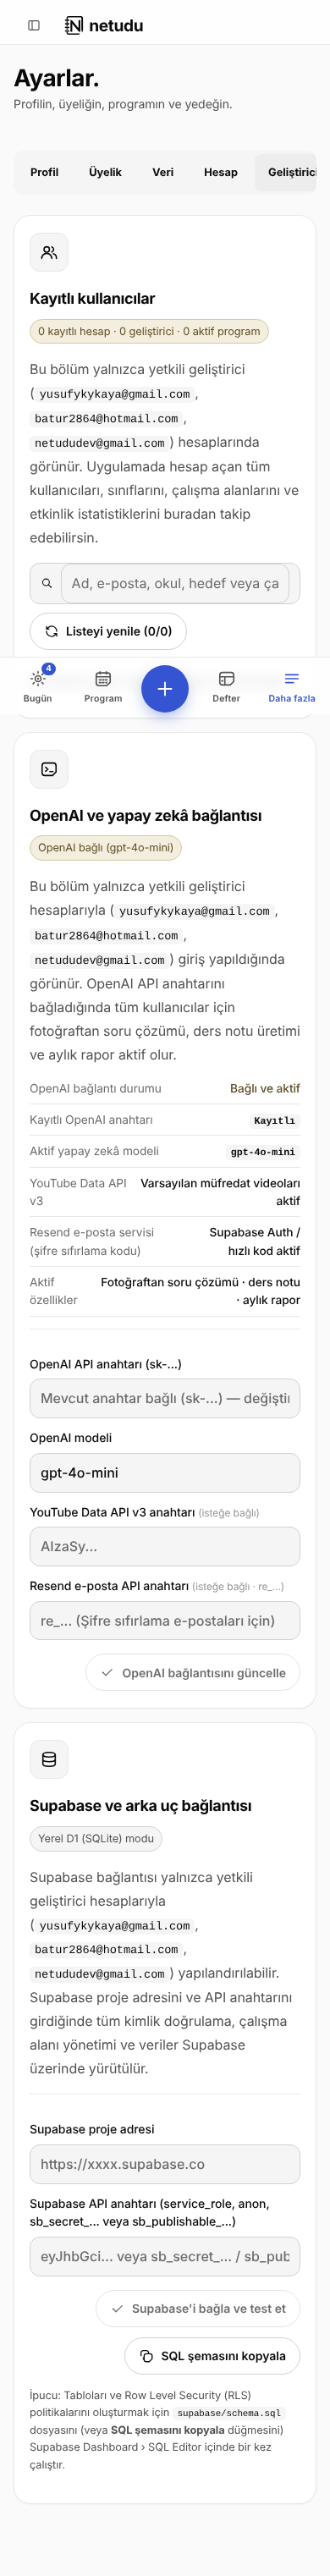 netudu
Ayarlar.
Profilin, üyeliğin, programın ve yedeğin.
Profil Üyelik Veri Hesap Geliştirici
Kayıtlı kullanıcılar
0 kayıtlı hesap · 0 geliştirici · 0 aktif program
Bu bölüm yalnızca yetkili geliştirici
( yusufykykaya@gmail.com ,
batur2864@hotmail.com ,
netududev@gmail.com ) hesaplarında
görünür. Uygulamada hesap açan tüm
kullanıcıları, sınıflarını, çalışma alanlarını ve
etkinlik istatistiklerini buradan takip
edebilirsin.
Ad, e-posta, okul, hedef veya ça
Listeyi yenile (0/0)
4
Bugün Program Defter Daha fazla
OpenAI ve yapay zekâ bağlantısı
OpenAI bağlı (gpt-4o-mini)
Bu bölüm yalnızca yetkili geliştirici
hesaplarıyla ( yusufykykaya@gmail.com ,
batur2864@hotmail.com ,
netududev@gmail.com ) giriş yapıldığında
görünür. OpenAI API anahtarını
bağladığında tüm kullanıcılar için
fotoğraftan soru çözümü, ders notu üretimi
ve aylık rapor aktif olur.
OpenAI bağlantı durumu Bağlı ve aktif
Kayıtlı OpenAI anahtarı Kayıtlı
Aktif yapay zekâ modeli gpt-4o-mini
YouTube Data API Varsayılan müfredat videoları
v3 aktif
Resend e-posta servisi Supabase Auth /
(şifre sıfırlama kodu) hızlı kod aktif
Aktif Fotoğraftan soru çözümü · ders notu
özellikler · aylık rapor
OpenAI API anahtarı (sk-...)
Mevcut anahtar bağlı (sk-...) — değiştir
OpenAI modeli
gpt-4o-mini
YouTube Data API v3 anahtarı (isteğe bağlı)
AIzaSy...
Resend e-posta API anahtarı (isteğe bağlı · re_...)
re_... (Şifre sıfırlama e-postaları için)
OpenAI bağlantısını güncelle
Supabase ve arka uç bağlantısı
Yerel D1 (SQLite) modu
Supabase bağlantısı yalnızca yetkili
geliştirici hesaplarıyla
( yusufykykaya@gmail.com ,
batur2864@hotmail.com ,
netududev@gmail.com ) yapılandırılabilir.
Supabase proje adresini ve API anahtarını
girdiğinde tüm kimlik doğrulama, çalışma
alanı yönetimi ve veriler Supabase
üzerinde yürütülür.
Supabase proje adresi
https://xxxx.supabase.co
Supabase API anahtarı (service_role, anon,
sb_secret_... veya sb_publishable_...)
eyJhbGci... veya sb_secret_... / sb_pub
Supabase'i bağla ve test et
SQL şemasını kopyala
İpucu: Tabloları ve Row Level Security (RLS)
politikalarını oluşturmak için supabase/schema.sql
dosyasını (veya SQL şemasını kopyala düğmesini)
Supabase Dashboard › SQL Editor içinde bir kez
çalıştır.